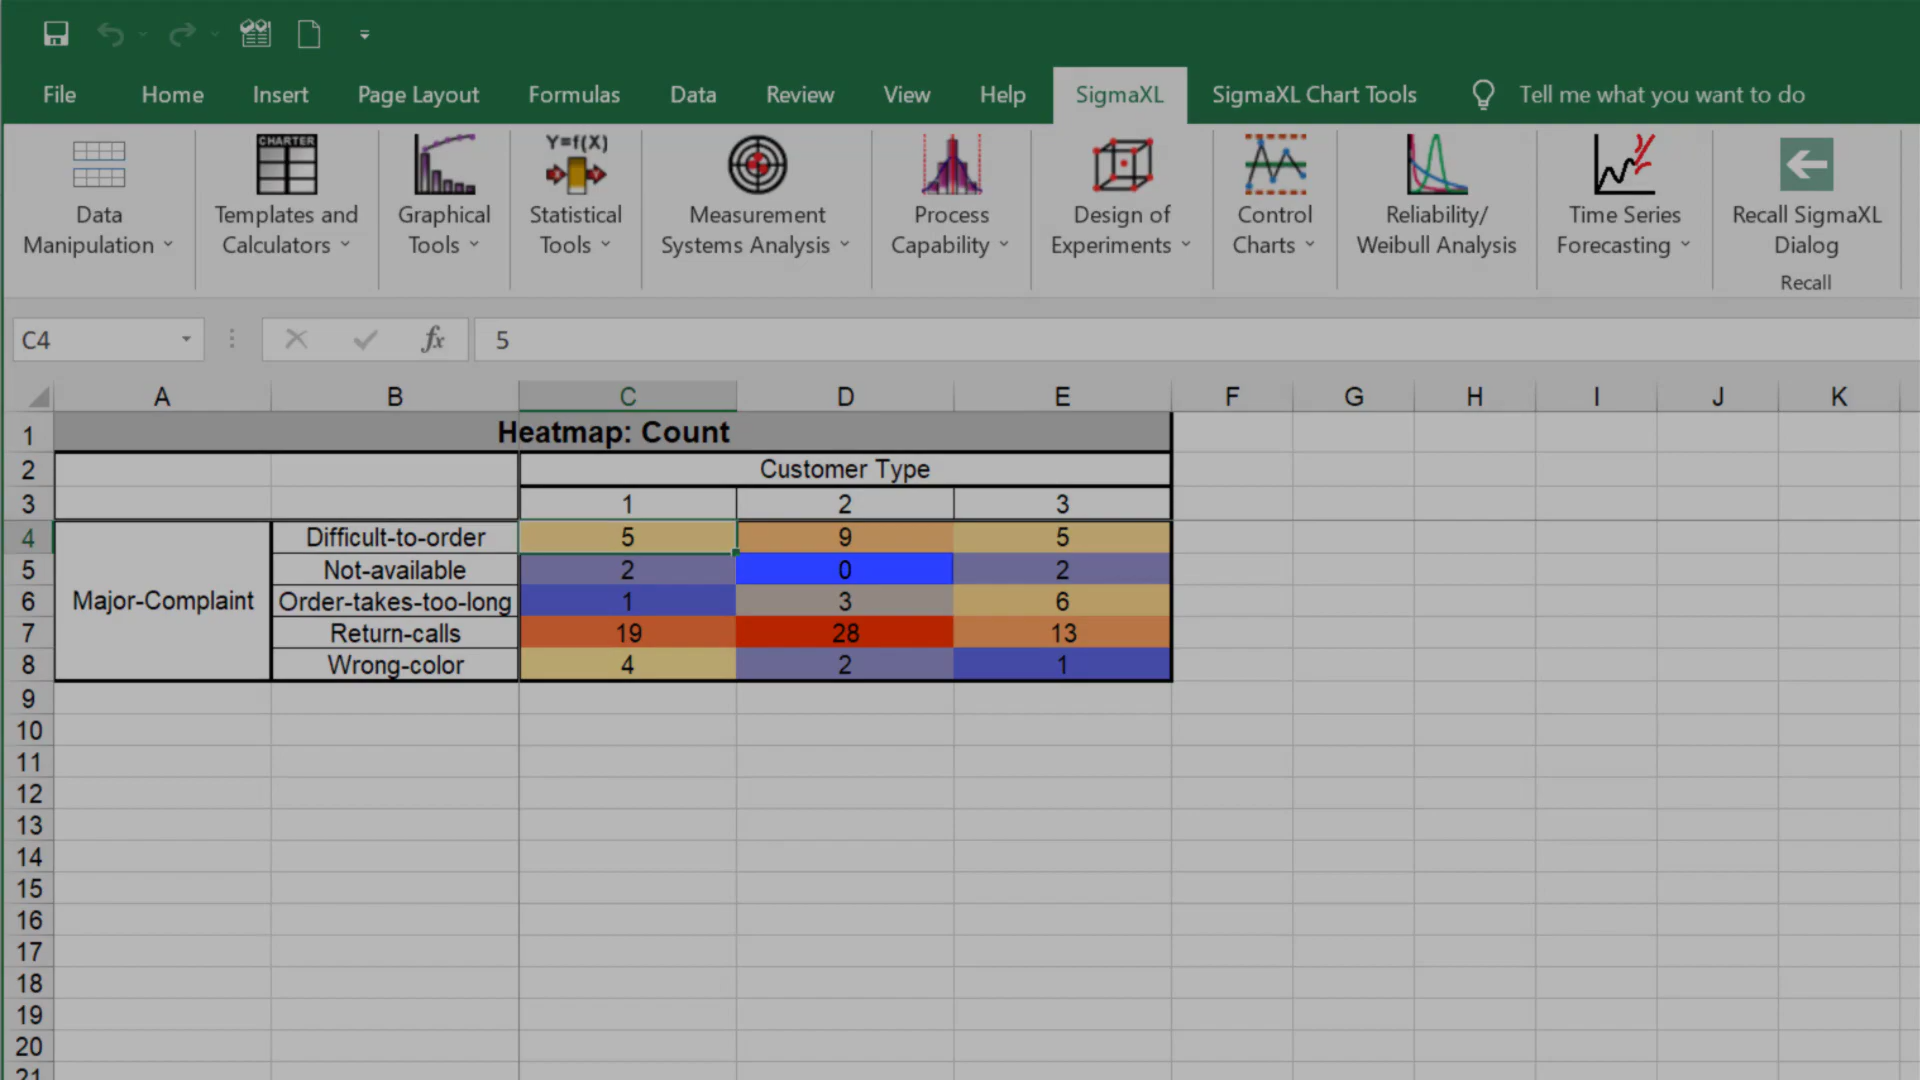 File Home Insert Page Layout Formulas Data Review View Help SigmaXL SigmaXL Chart Tools Tell me what you want to do
CHARTER Y=f(X)
Data Manipulation
Templates and Calculators
Graphical Tools
Statistical Tools
Measurement Systems Analysis
Process Capability
Design of Experiments
Control Charts
Reliability/ Weibull Analysis
Time Series Forecasting
Recall SigmaXL Dialog
Recall
C4 fx 5
A B C D E F G H I J K
1 Heatmap: Count
2 Customer Type
3 1 2 3
4 Difficult-to-order 5 9 5
5 Not-available 2 0 2
6 Major-Complaint Order-takes-too-long 1 3 6
7 Return-calls 19 28 13
8 Wrong-color 4 2 1
9
10
11
12
13
14
15
16
17
18
19
20
21